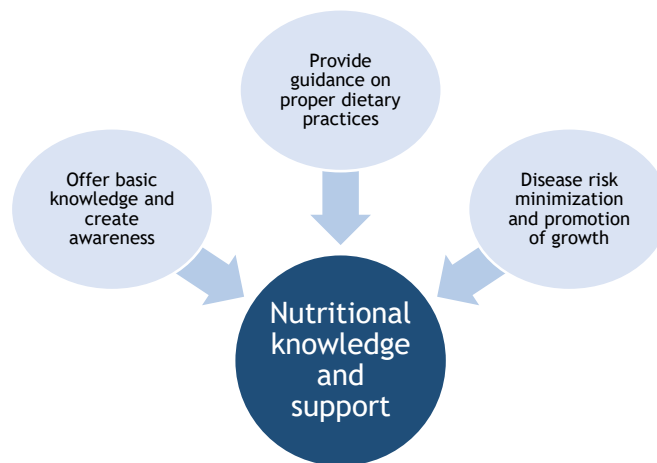 Provide
guidance on
proper dietary
practices
Offer basic
knowledge and
create
awareness
Disease risk
minimization
and promotion
of growth
Nutritional
knowledge
and
support